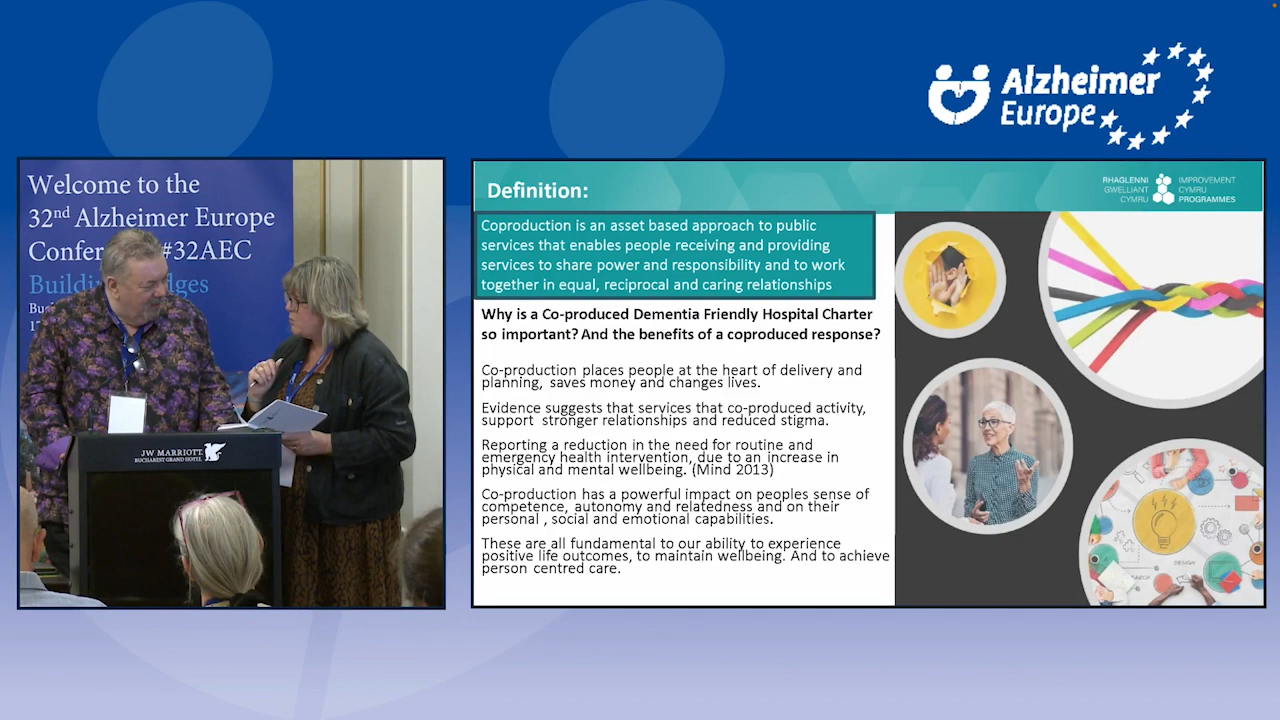 Alzheimer
Europe
Welcome to the
32nd Alzheimer Europe
#32AEC
JW MARRIOTT
BUCHAREST GRAND HOTEL
Definition:
RHAGLENNI
GWELLIANT
CYMRU
IMPROVEMENT
CYMRU
PROGRAMMES
Coproduction is an asset based approach to public
services that enables people receiving and providing
services to share power and responsibility and to work
together in equal, reciprocal and caring relationships
Why is a Co-produced Dementia Friendly Hospital Charter
so important? And the benefits of a coproduced response?
Co-production places people at the heart of delivery and
planning, saves money and changes lives.
Evidence suggests that services that co-produced activity,
support stronger relationships and reduced stigma.
Reporting a reduction in the need for routine and
emergency health intervention, due to an increase in
physical and mental wellbeing. (Mind 2013)
Co-production has a powerful impact on peoples sense of
competence, autonomy and relatedness and on their
personal , social and emotional capabilities.
These are all fundamental to our ability to experience
positive life outcomes, to maintain wellbeing. And to achieve
person centred care.
DESIGN